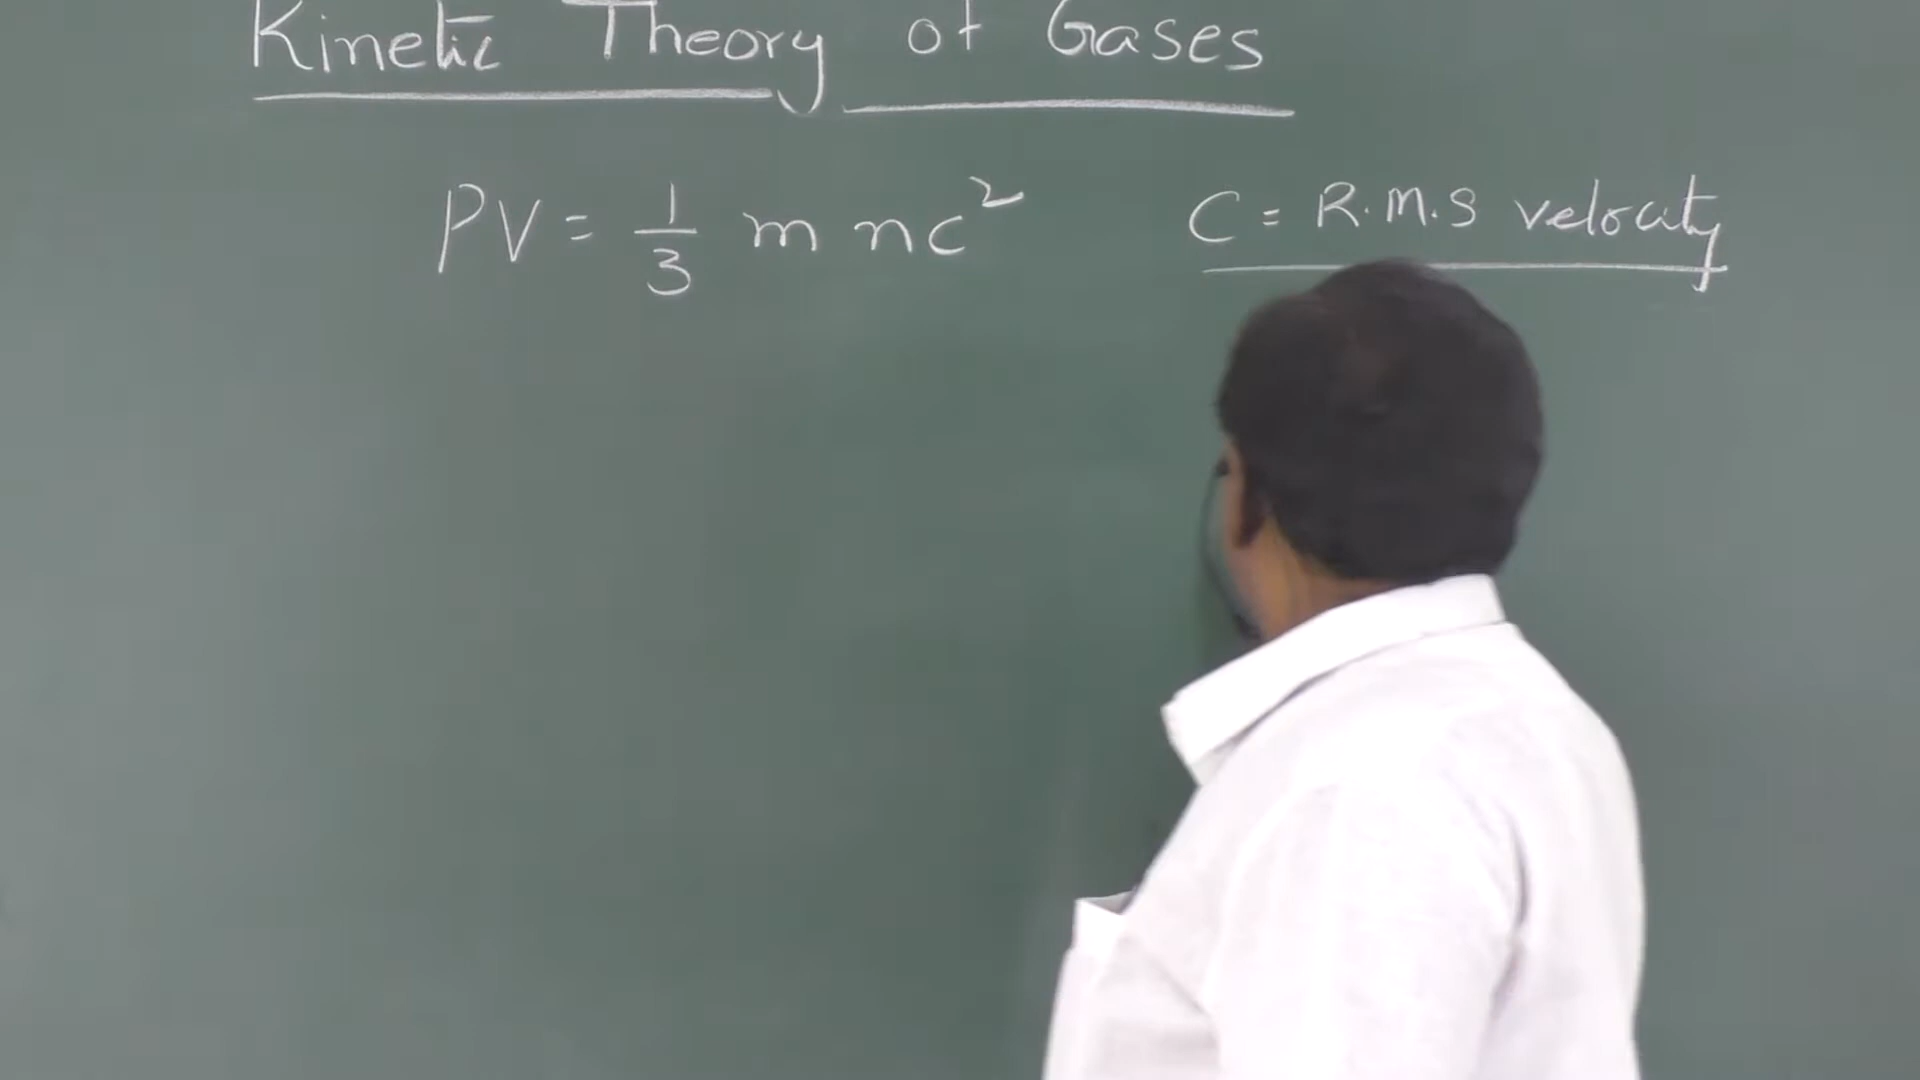 Kinetic Theory of Gases
PV = 1/3 m n c² C = R.M.S velocity